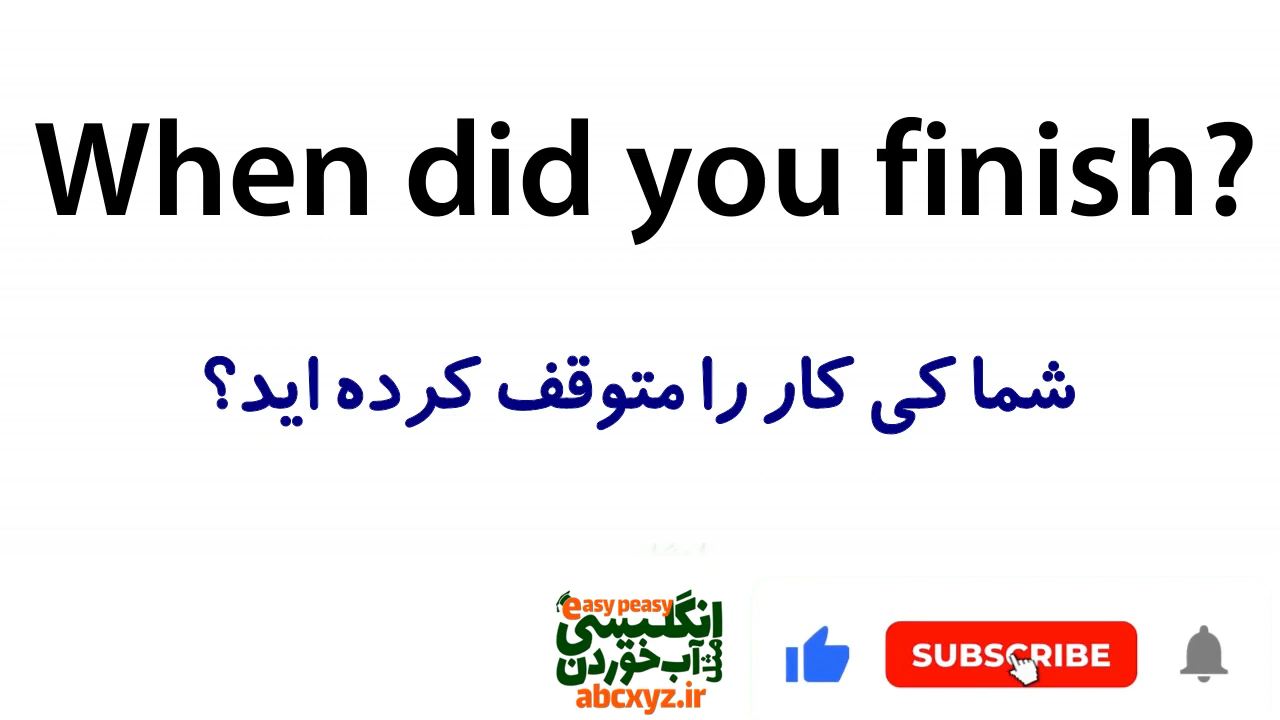 When did you finish?
شما کی کار را متوقف کرده اید؟
easy peasy
انگلیسی
مثل آب خوردن
abcxyz.ir
SUBSCRIBE